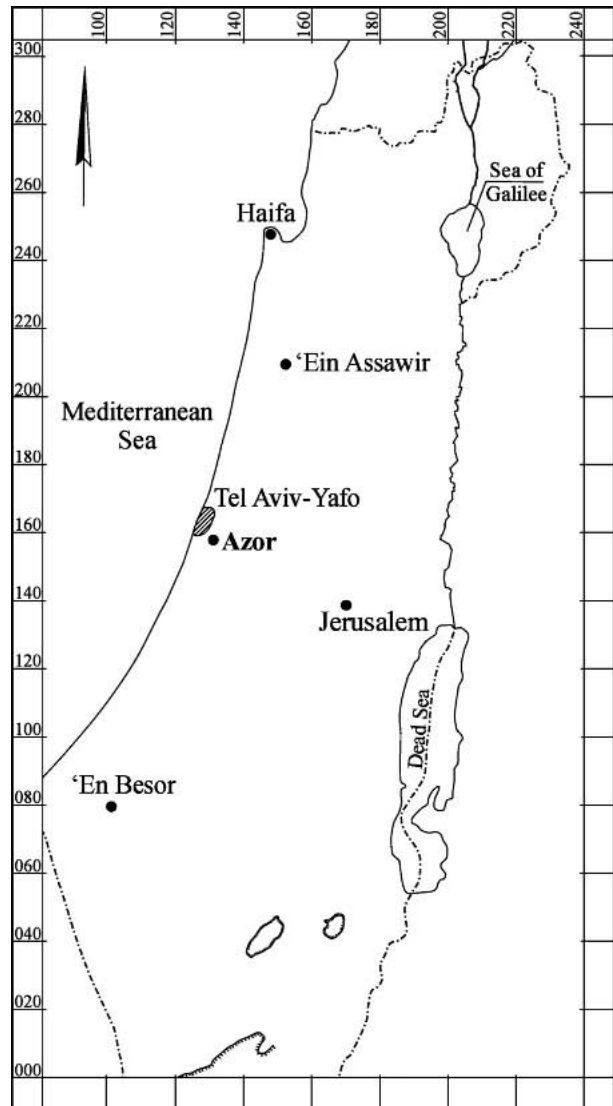 100 120 140 160 180 200 220 240
300
280
260
240
220
200
180
160
140
120
100
080
060
040
020
000
Sea of
Galilee
Haifa
‘Ein Assawir
Mediterranean
Sea
Tel Aviv-Yafo
Azor
Jerusalem
Dead Sea
‘En Besor